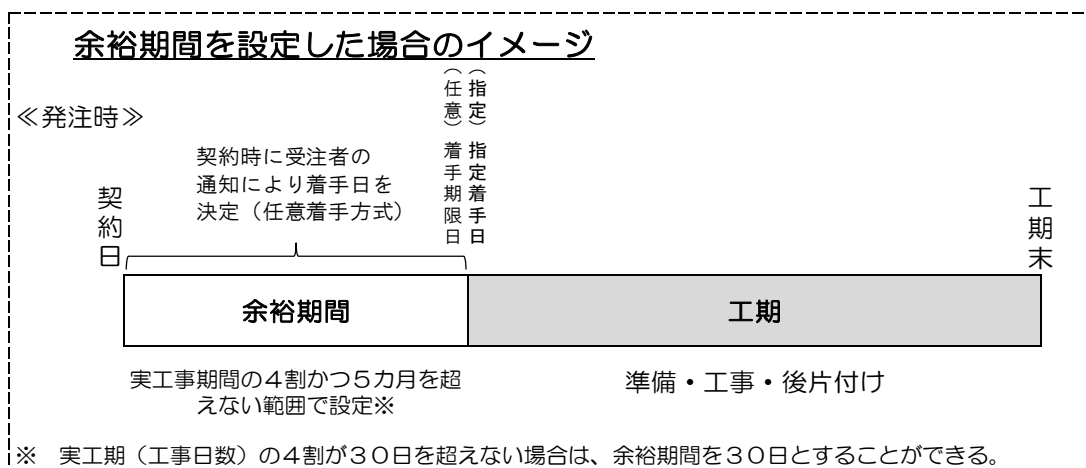 余裕期間を設定した場合のイメージ
≪発注時≫
契約日
契約時に受注者の
通知により着手日を
決定（任意着手方式）
（指定）指定着手日
（任意）着手期限日
工期末
余裕期間
工期
実工事期間の４割かつ５カ月を超
えない範囲で設定※
準備・工事・後片付け
※　実工期（工事日数）の４割が３０日を超えない場合は、余裕期間を３０日とすることができる。